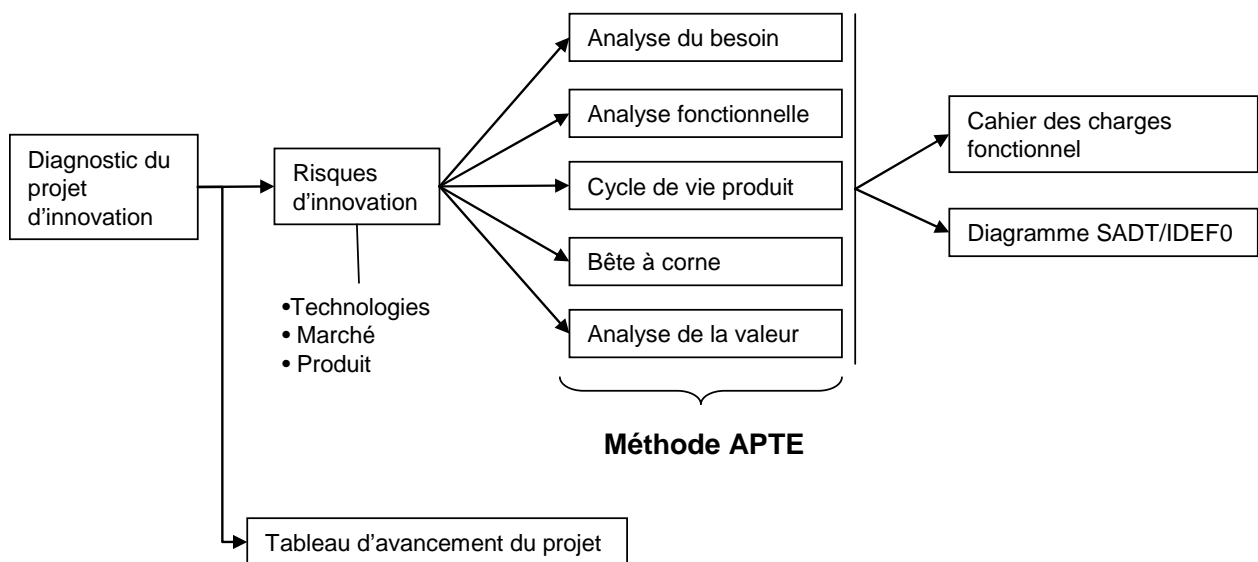 Diagnostic du
projet
d'innovation
Risques
d'innovation
•Technologies
• Marché
• Produit
Analyse du besoin
Analyse fonctionnelle
Cycle de vie produit
Bête à corne
Analyse de la valeur
Méthode APTE
Cahier des charges
fonctionnel
Diagramme SADT/IDEF0
Tableau d'avancement du projet